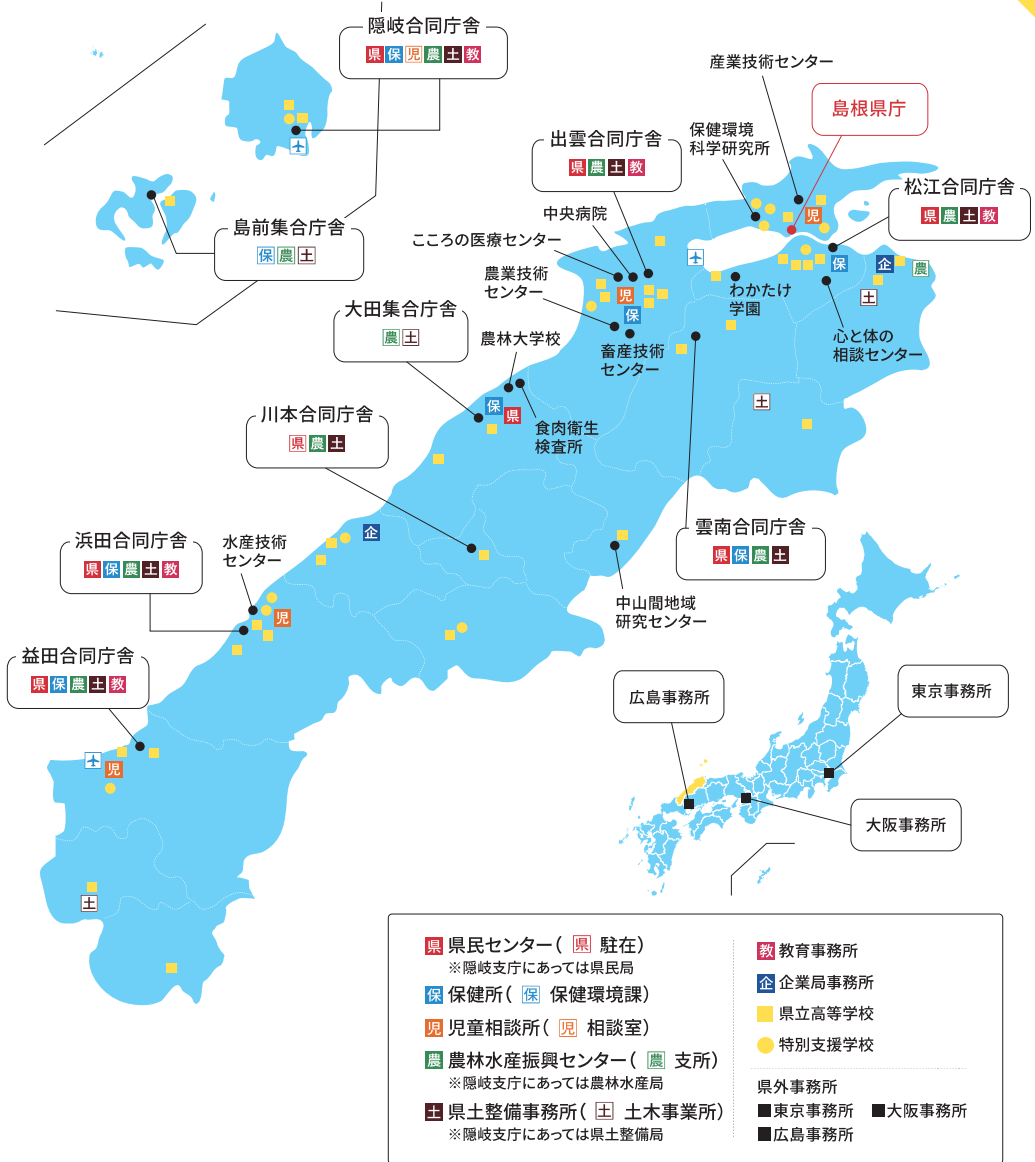 隠岐合同庁舎
県 保 児 農 土 教
産業技術センター
島根県庁
保健環境
科学研究所
出雲合同庁舎
県 農 土 教
松江合同庁舎
県 農 土 教
児
島前集合庁舎
保 農 土
中央病院
こころの医療センター
農業技術
センター
児
保
保
企
農
土
わかたけ
学園
心と体の
相談センター
畜産技術
センター
大田集合庁舎
農 土
農林大学校
保
県
食肉衛生
検査所
土
川本合同庁舎
県 農 土
企
雲南合同庁舎
県 保 農 土
浜田合同庁舎
県 保 農 土 教
水産技術
センター
児
中山間地域
研究センター
益田合同庁舎
県 保 農 土 教
児
土
広島事務所
東京事務所
大阪事務所
県 県民センター( 県 駐在)
※隠岐支庁にあっては県民局
保 保健所( 保 保健環境課)
児 児童相談所( 児 相談室)
農 農林水産振興センター( 農 支所)
※隠岐支庁にあっては農林水産局
土 県土整備事務所( 土 土木事業所)
※隠岐支庁にあっては県土整備局
教 教育事務所
企 企業局事務所
県立高等学校
特別支援学校
県外事務所
東京事務所 大阪事務所
広島事務所